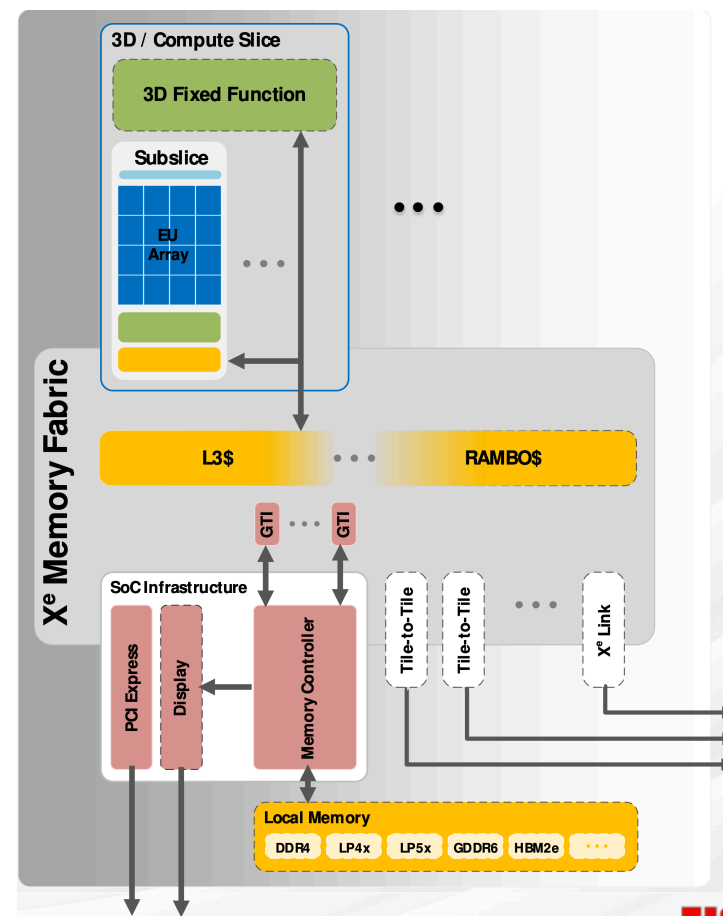 3D / Compute Slice
3D Fixed Function
Subslice
EU
Array
Xe Memory Fabric
L3$
RAMBO$
GTI
GTI
SoC Infrastructure
PCI Express
Display
Memory Controller
Tile-to-Tile
Tile-to-Tile
Xe Link
Local Memory
DDR4
LP4x
LP5x
GDDR6
HBM2e